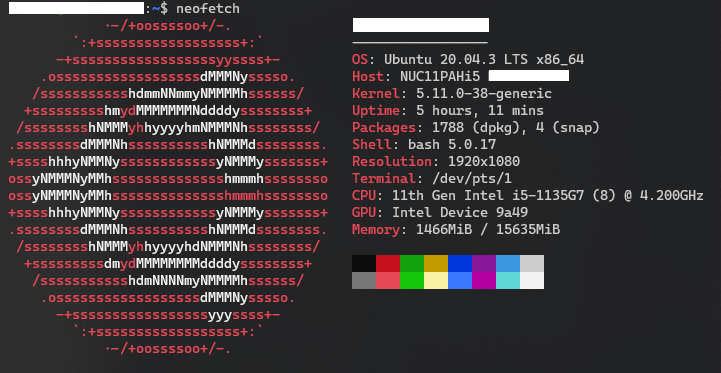 :~$ neofetch
.-/+oossssoo+/-.
`:+ssssssssssssssssss+:`
-+ssssssssssssssssssyyssss+-
.ossssssssssssssssssdMMMNysssso.
/ssssssssssshdmmNNmmyNMMMMhssssss/
+ssssssssshmydMMMMMMMNddddyssssssss+
/sssssssshNMMMyhhyyyyhmNMMMNhssssssss/
.ssssssssdMMMNhsssssssssshNMMMdssssssss.
+sssshhhyNMMNyssssssssssssyNMMMysssssss+
ossyNMMMNyMMhsssssssssssssshmmmhssssssso
ossyNMMMNyMMhsssssssssssssshmmmhssssssso
+sssshhhyNMMNyssssssssssssyNMMMysssssss+
.ssssssssdMMMNhsssssssssshNMMMdssssssss.
/sssssssshNMMMyhhyyyyhdNMMMNhssssssss/
+sssssssssdmydMMMMMMMMddddyssssssss+
/ssssssssssshdmNNNNmyNMMMMhssssss/
.ossssssssssssssssssdMMMNysssso.
-+sssssssssssssssssyyyssss+-
`:+ssssssssssssssssss+:`
.-/+oossssoo+/-.
-----------------
OS: Ubuntu 20.04.3 LTS x86_64
Host: NUC11PAHi5
Kernel: 5.11.0-38-generic
Uptime: 5 hours, 11 mins
Packages: 1788 (dpkg), 4 (snap)
Shell: bash 5.0.17
Resolution: 1920x1080
Terminal: /dev/pts/1
CPU: 11th Gen Intel i5-1135G7 (8) @ 4.200GHz
GPU: Intel Device 9a49
Memory: 1466MiB / 15635MiB